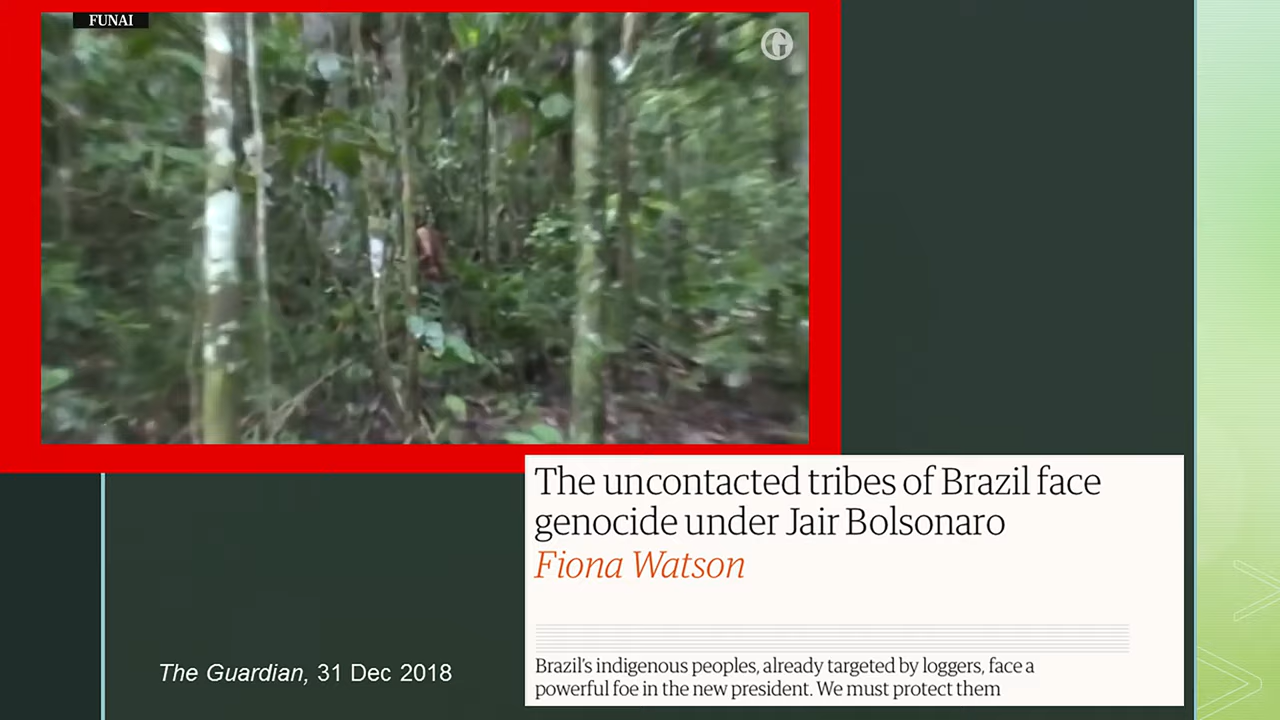 FUNAI
The uncontacted tribes of Brazil face
genocide under Jair Bolsonaro
Fiona Watson
Brazil's indigenous peoples, already targeted by loggers, face a
powerful foe in the new president. We must protect them
The Guardian, 31 Dec 2018